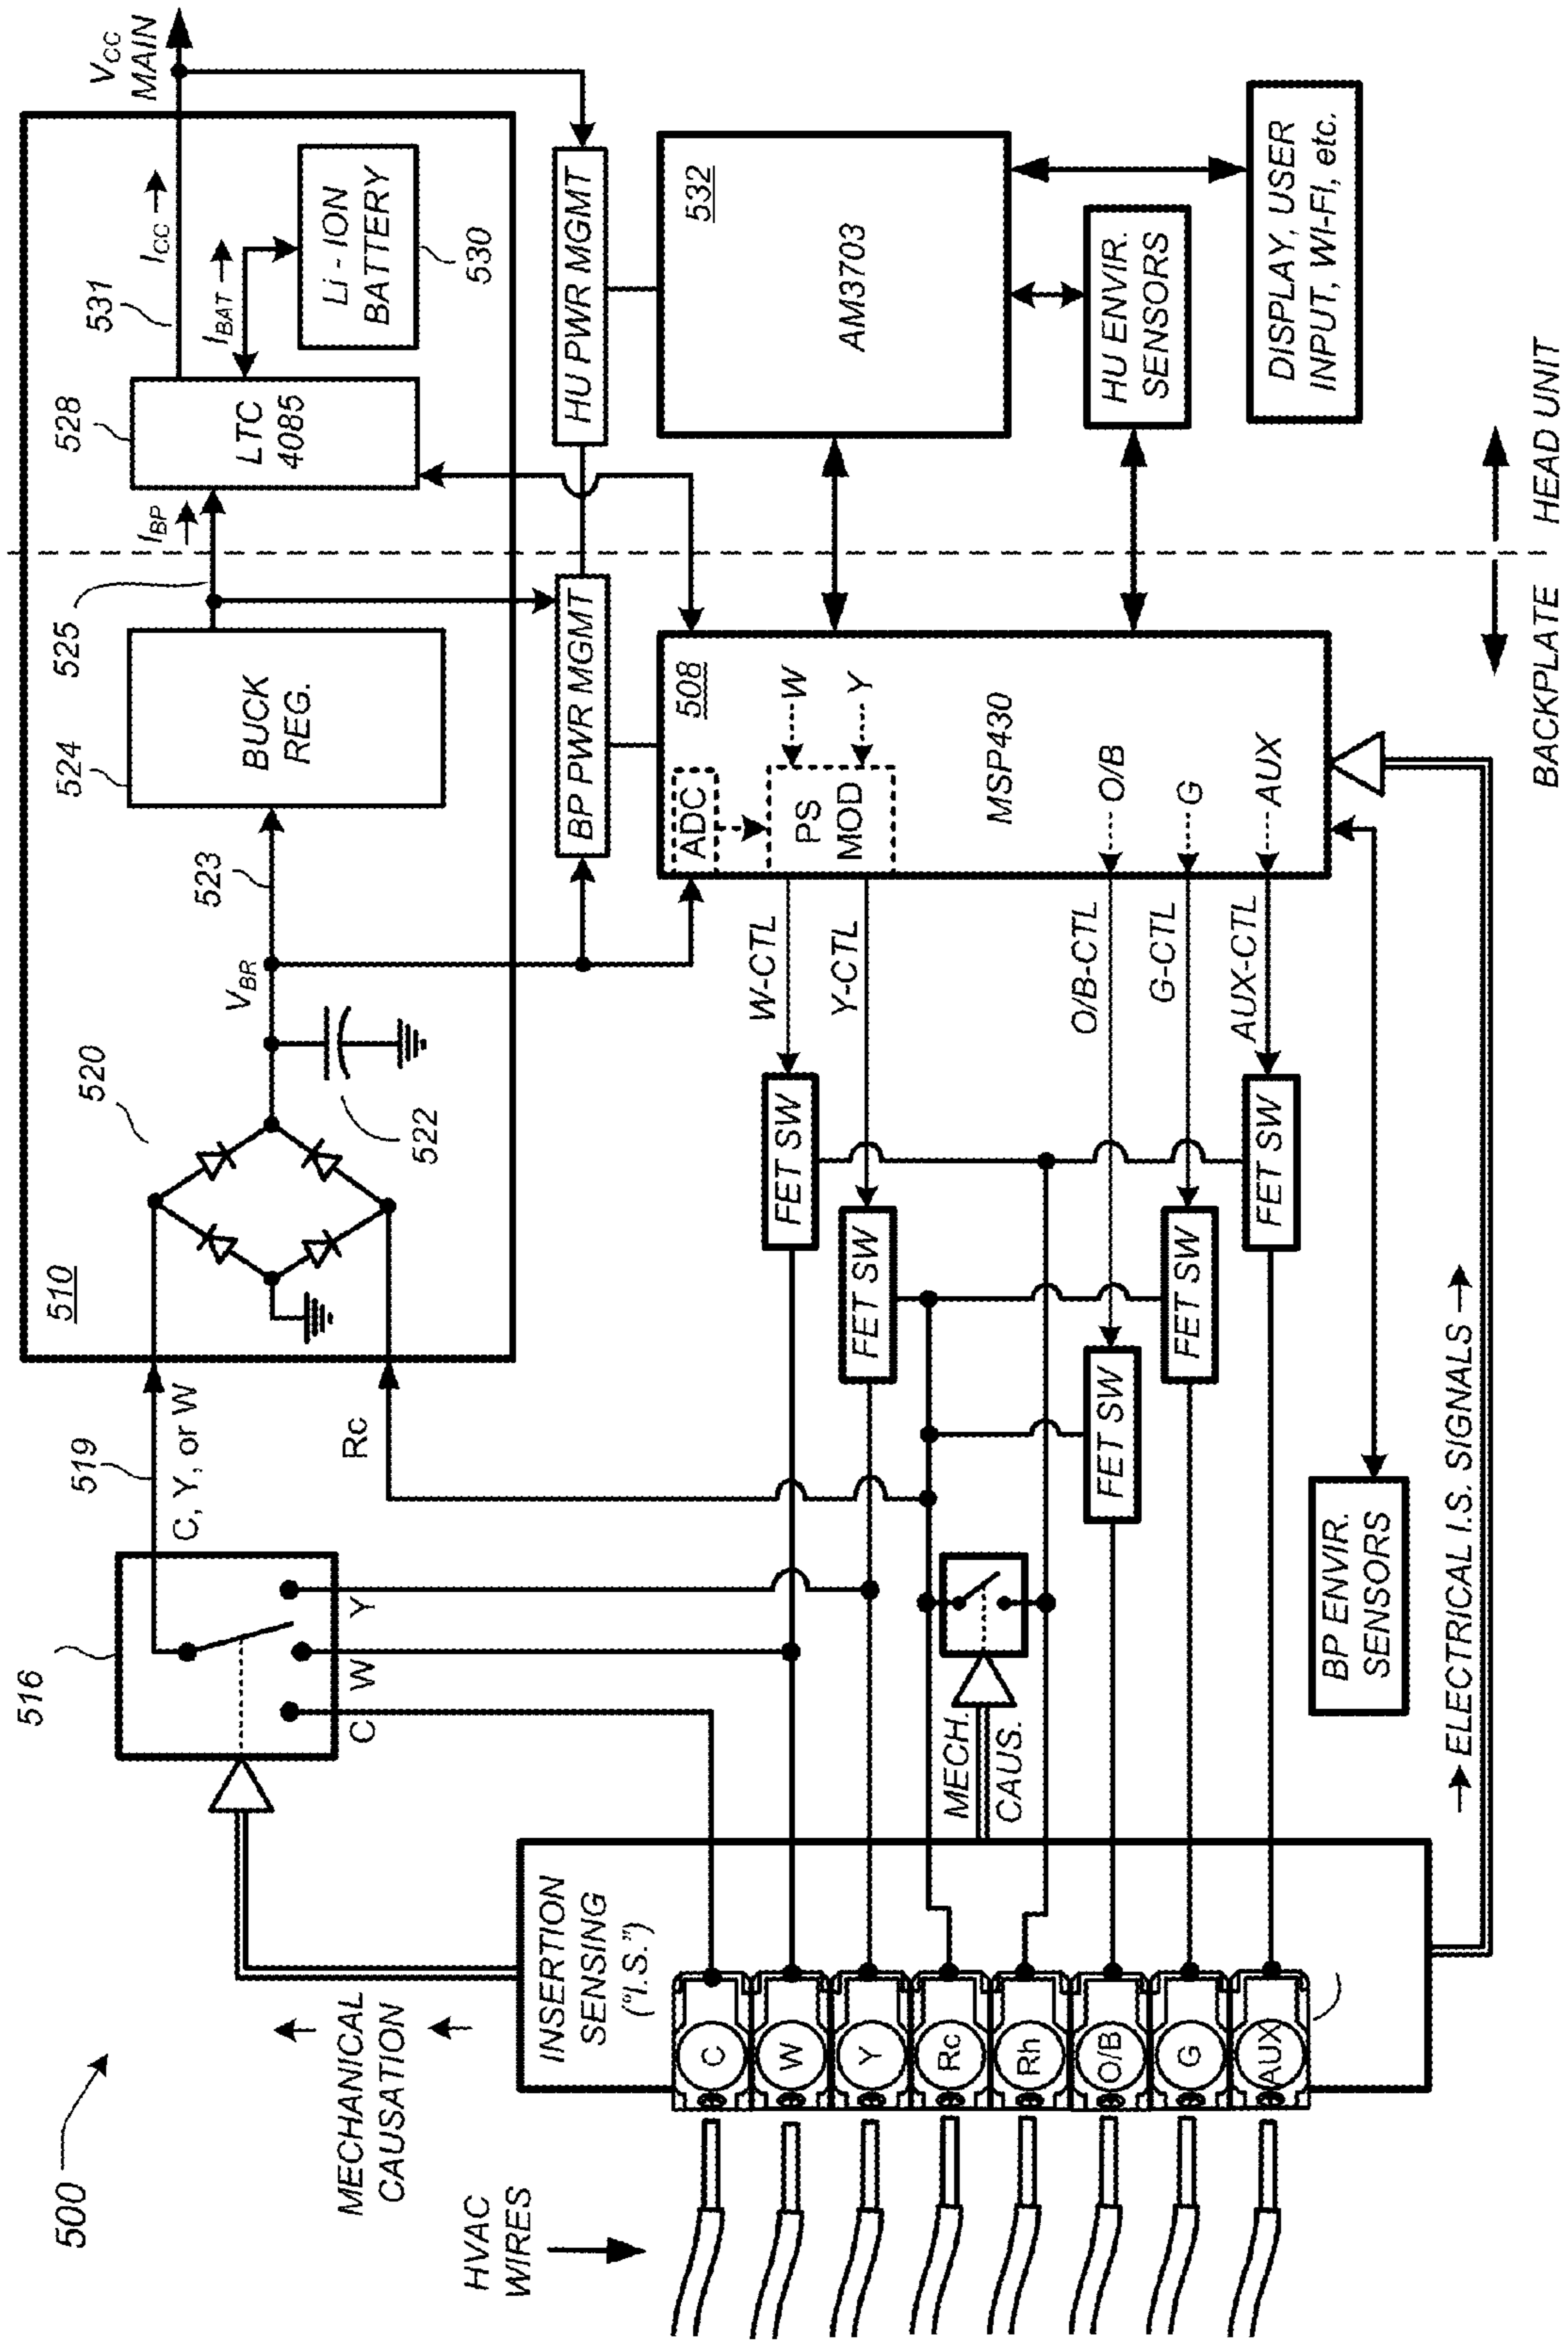 500
HVAC
WIRES
MECHANICAL
CAUSATION
INSERTION
SENSING
("I.S.")
C
W
Y
Rc
Rh
O/B
G
AUX
516
C
W
Y
519
C, Y, or W
Rc
MECH.
CAUS.
510
520
522
VBR
523
524
BUCK
REG.
525
IBP
528
LTC
4085
531
ICC
IBAT
Li - ION
BATTERY
530
VCC
MAIN
FET SW
FET SW
FET SW
FET SW
FET SW
W-CTL
Y-CTL
O/B-CTL
G-CTL
AUX-CTL
BP PWR MGMT
HU PWR MGMT
508
ADC
PS
MOD
W
Y
MSP430
O/B
G
AUX
532
AM3703
HU ENVIR.
SENSORS
DISPLAY, USER
INPUT, WI-FI, etc.
BP ENVIR.
SENSORS
ELECTRICAL I.S. SIGNALS
BACKPLATE
HEAD UNIT